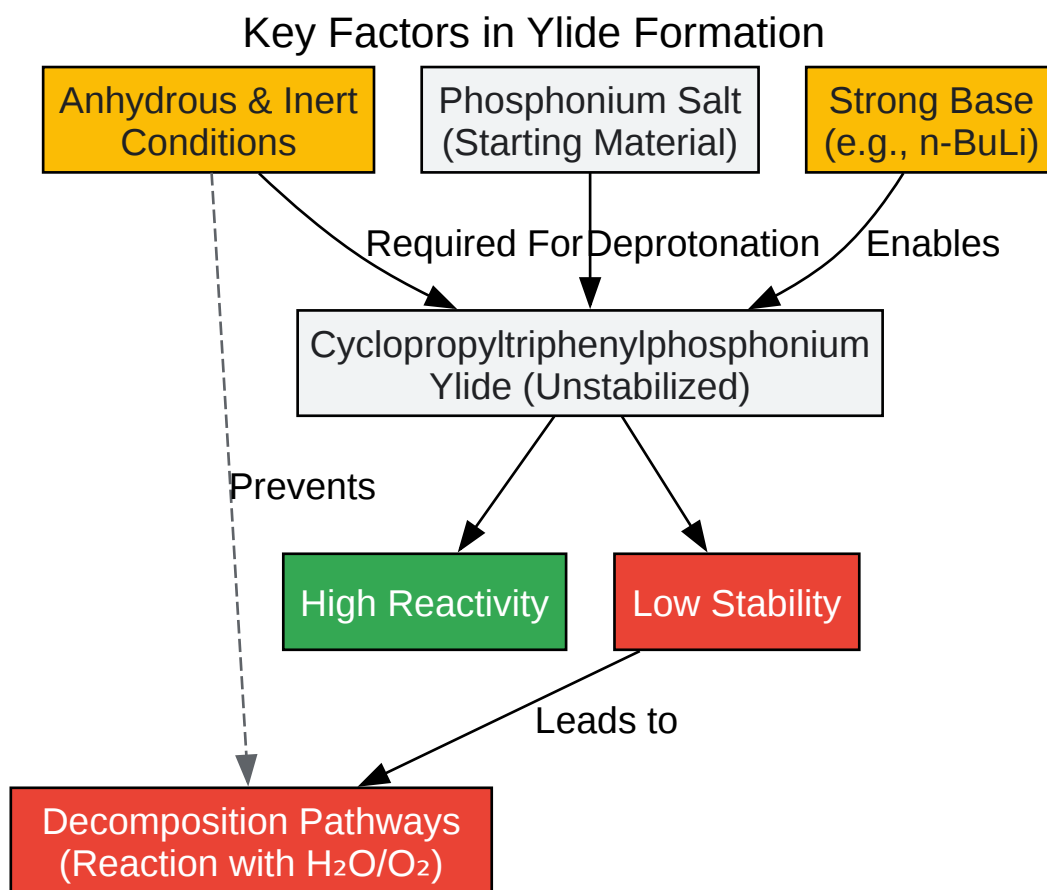 Key Factors in Ylide Formation
Anhydrous & Inert
Conditions
Phosphonium Salt
(Starting Material)
Strong Base
(e.g., n-BuLi)
Required For
Deprotonation
Enables
Cyclopropyltriphenylphosphonium
Ylide (Unstabilized)
Prevents
High Reactivity
Low Stability
Leads to
Decomposition Pathways
(Reaction with H₂O/O₂)